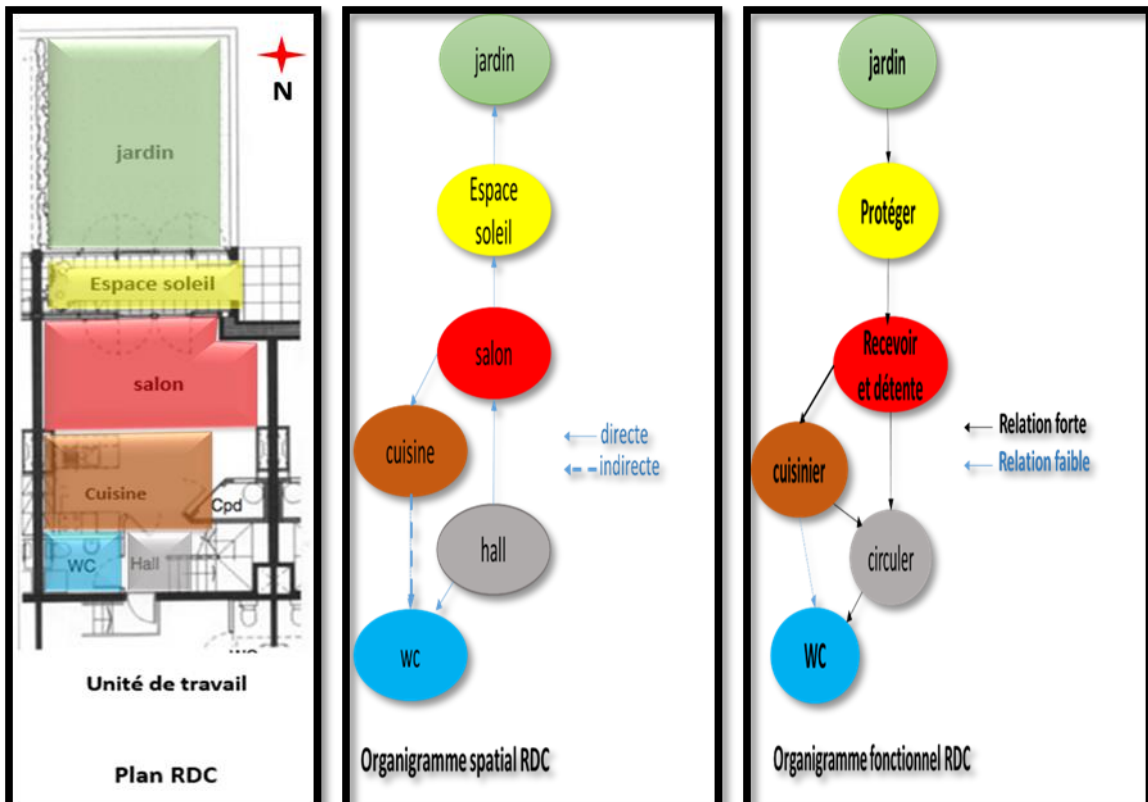 N
jardin
Espace soleil
salon
Cuisine
Cpd
WC
Hall
Unité de travail
Plan RDC
jardin
Espace
soleil
salon
cuisine
directe
indirecte
hall
wc
Organigramme spatial RDC
jardin
Protéger
Recevoir
et détente
Relation forte
cuisinier
Relation faible
circuler
WC
Organigramme fonctionnel RDC